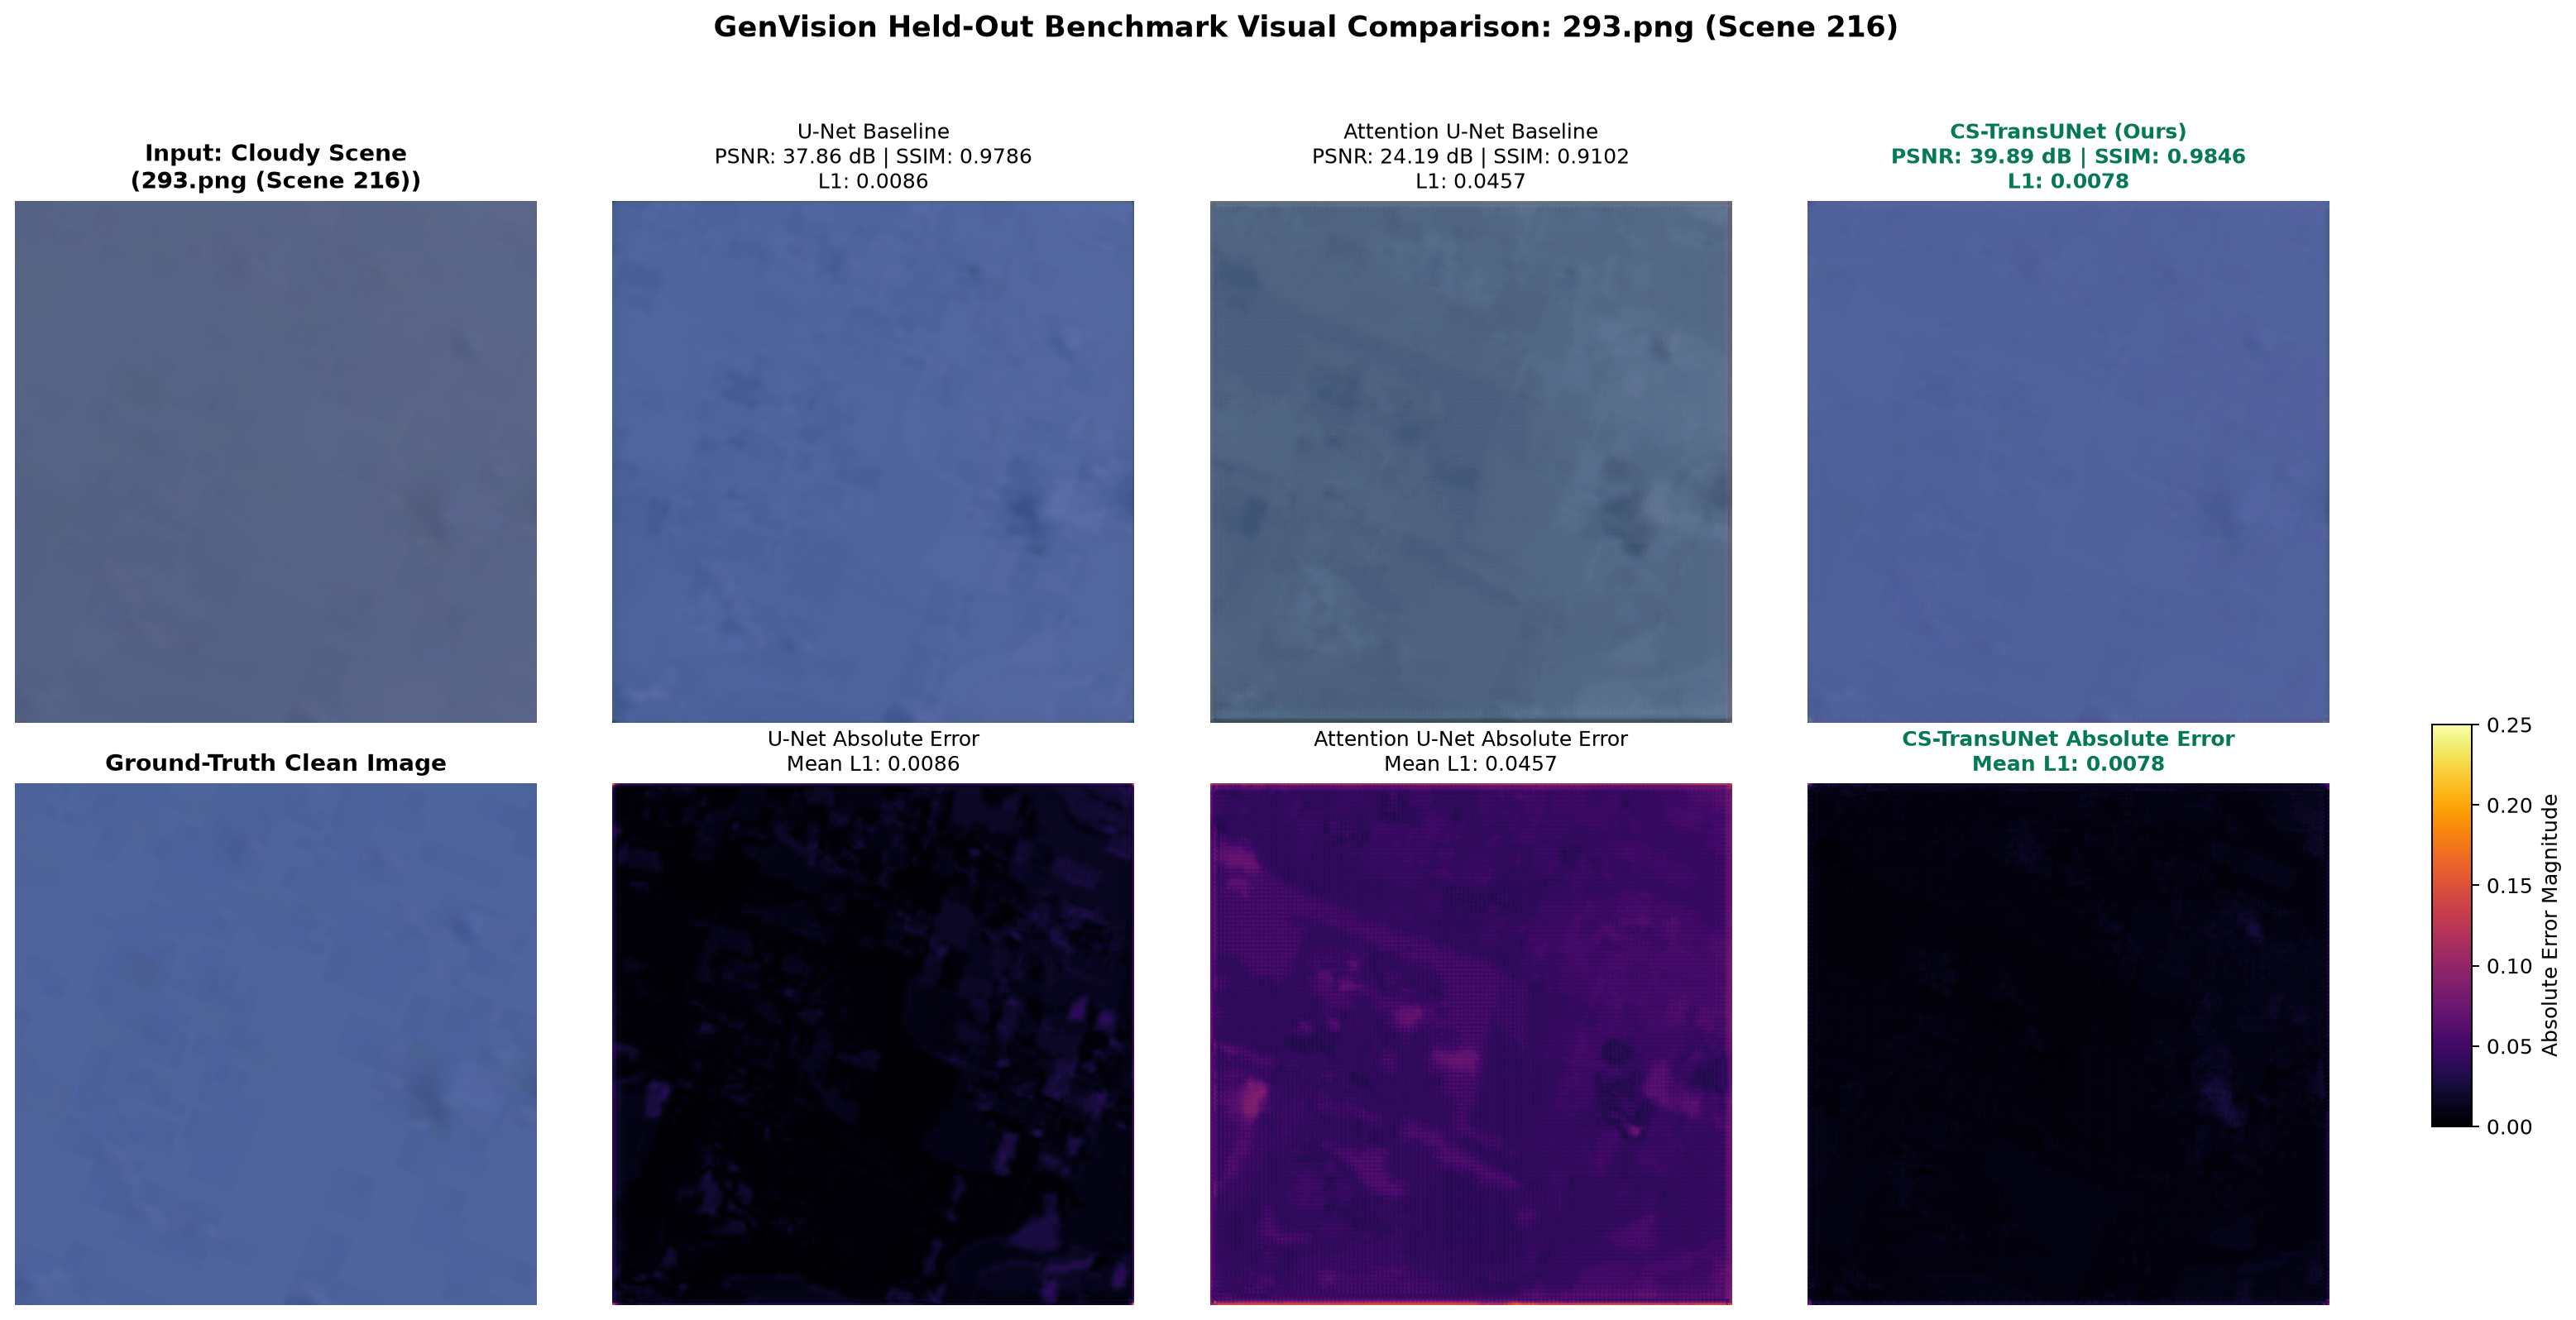 GenVision Held-Out Benchmark Visual Comparison: 293.png (Scene 216)
Input: Cloudy Scene
(293.png (Scene 216))
U-Net Baseline
PSNR: 37.86 dB | SSIM: 0.9786
L1: 0.0086
Attention U-Net Baseline
PSNR: 24.19 dB | SSIM: 0.9102
L1: 0.0457
CS-TransUNet (Ours)
PSNR: 39.89 dB | SSIM: 0.9846
L1: 0.0078
Ground-Truth Clean Image
U-Net Absolute Error
Mean L1: 0.0086
Attention U-Net Absolute Error
Mean L1: 0.0457
CS-TransUNet Absolute Error
Mean L1: 0.0078
0.25
0.20
0.15
0.10
0.05
0.00
Absolute Error Magnitude